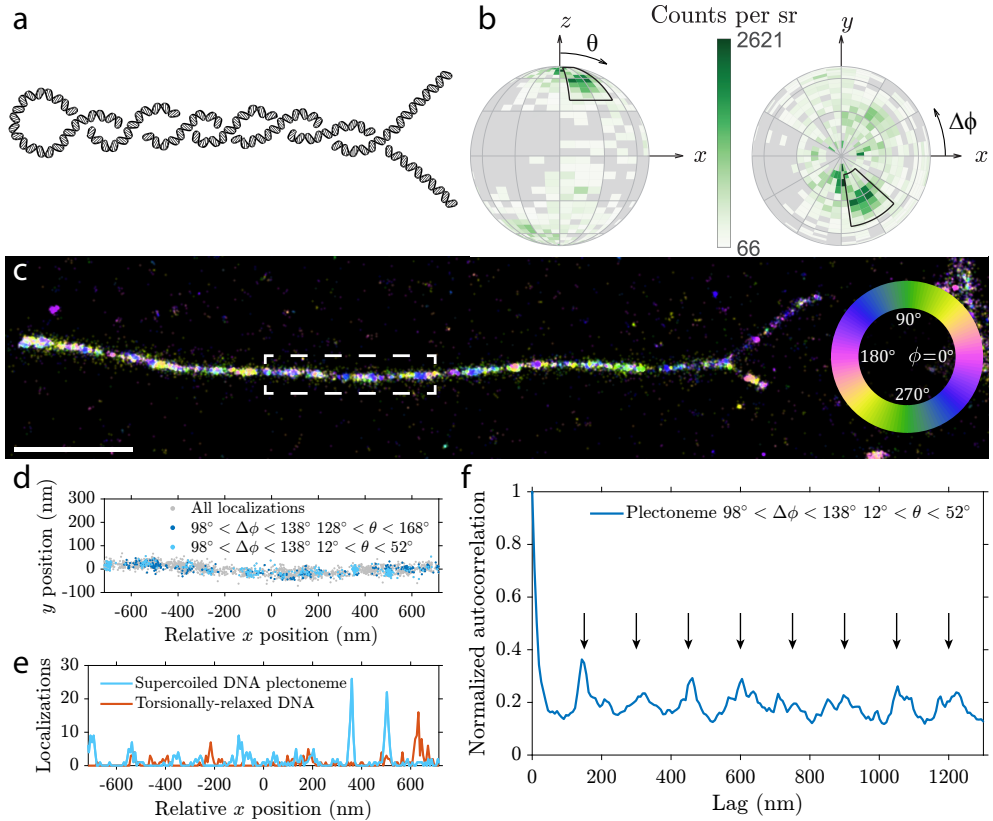 a
b
Counts per sr
z
θ
x
2621
66
y
Δϕ
x
c
90°
180° ϕ=0°
270°
d
y position (nm)
300
200
100
0
-100
All localizations
98° < Δϕ < 138° 128° < θ < 168°
98° < Δϕ < 138° 12° < θ < 52°
-600 -400 -200 0 200 400 600
Relative x position (nm)
e
Localizations
30
20
10
0
Supercoiled DNA plectoneme
Torsionally-relaxed DNA
-600 -400 -200 0 200 400 600
Relative x position (nm)
f
Normalized autocorrelation
1
0.8
0.6
0.4
0.2
0
Plectoneme 98° < Δϕ < 138° 12° < θ < 52°
0 200 400 600 800 1000 1200
Lag (nm)